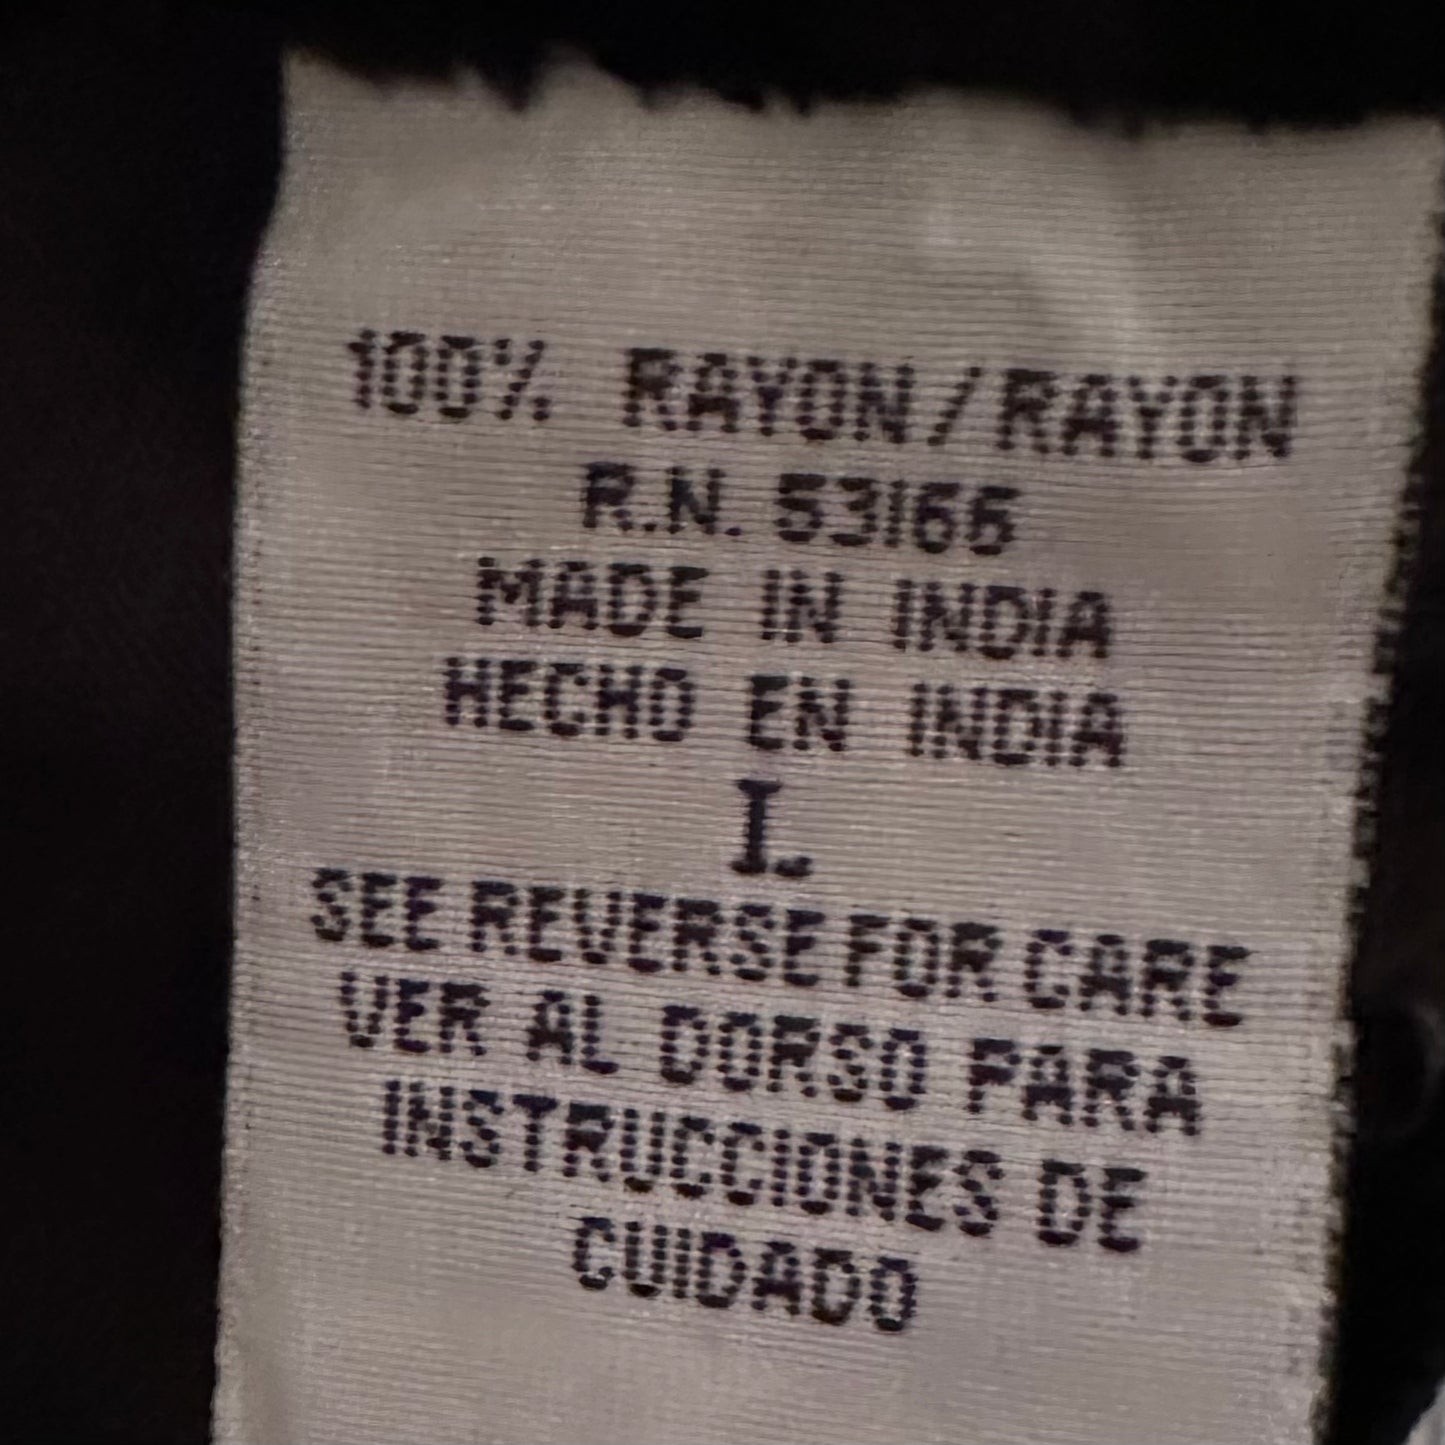 100% RAYON/RAYON
R.N. 53166
MADE IN INDIA
HECHO EN INDIA
L
SEE REVERSE FOR CARE
VER AL DORSO PARA
INSTRUCCIONES DE
CUIDADO